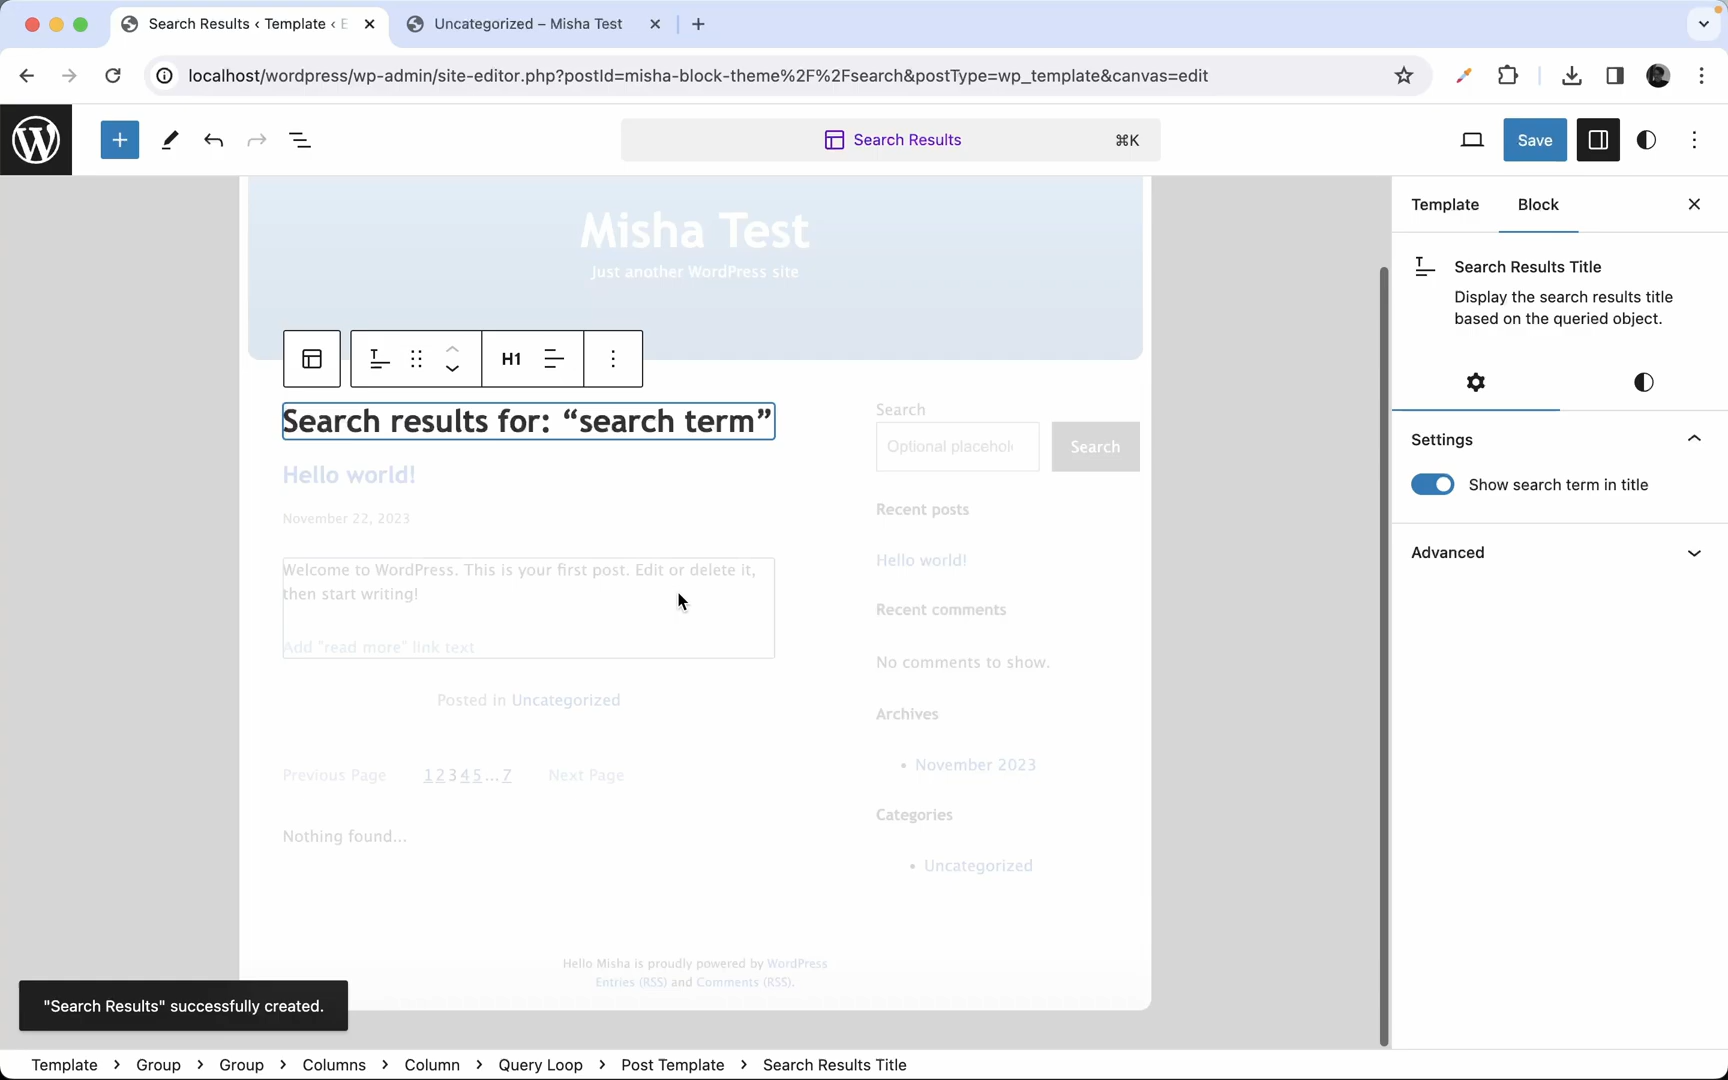 Search Results ‹ Template ‹ E
Uncategorized – Misha Test
localhost/wordpress/wp-admin/site-editor.php?postId=misha-block-theme%2F%2Fsearch&postType=wp_template&canvas=edit
Search Results
⌘K
Save
Misha Test
Just another WordPress site
H1
Search results for: “search term”
Hello world!
November 22, 2023
Welcome to WordPress. This is your first post. Edit or delete it,
then start writing!
Add "read more" link text
Posted in Uncategorized
Previous Page 1 2 3 4 5 ... 7 Next Page
Nothing found...
Search
Optional placehol
Search
Recent posts
Hello world!
Recent comments
No comments to show.
Archives
• November 2023
Categories
• Uncategorized
Hello Misha is proudly powered by WordPress
Entries (RSS) and Comments (RSS).
Template
Block
Search Results Title
Display the search results title
based on the queried object.
Settings
Show search term in title
Advanced
"Search Results" successfully created.
Template > Group > Group > Columns > Column > Query Loop > Post Template > Search Results Title